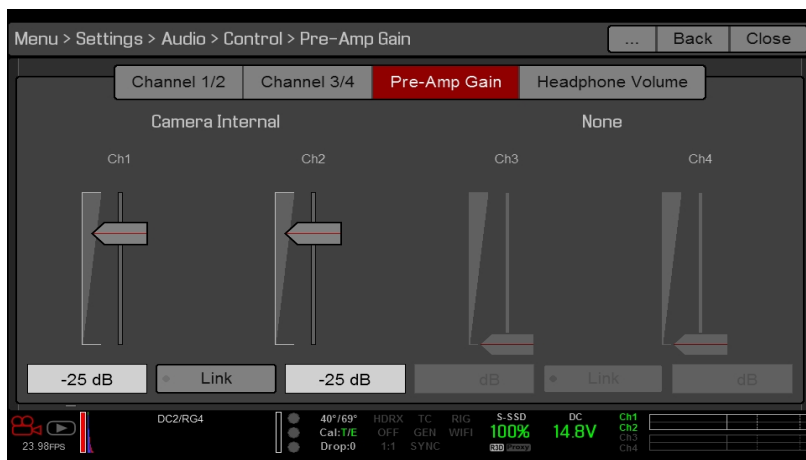 Menu > Settings > Audio > Control > Pre-Amp Gain ... Back Close
Channel 1/2 Channel 3/4 Pre-Amp Gain Headphone Volume
Camera Internal None
Ch1 Ch2 Ch3 Ch4
-25 dB Link -25 dB dB Link dB
DC2/RG4 40°/69° HDRX TC RIG S-SSD DC Ch1
Cal:T/E OFF GEN WIFI 100% 14.8V Ch2
23.98FPS Drop:0 1:1 SYNC R3D Proxy Ch3
Ch4